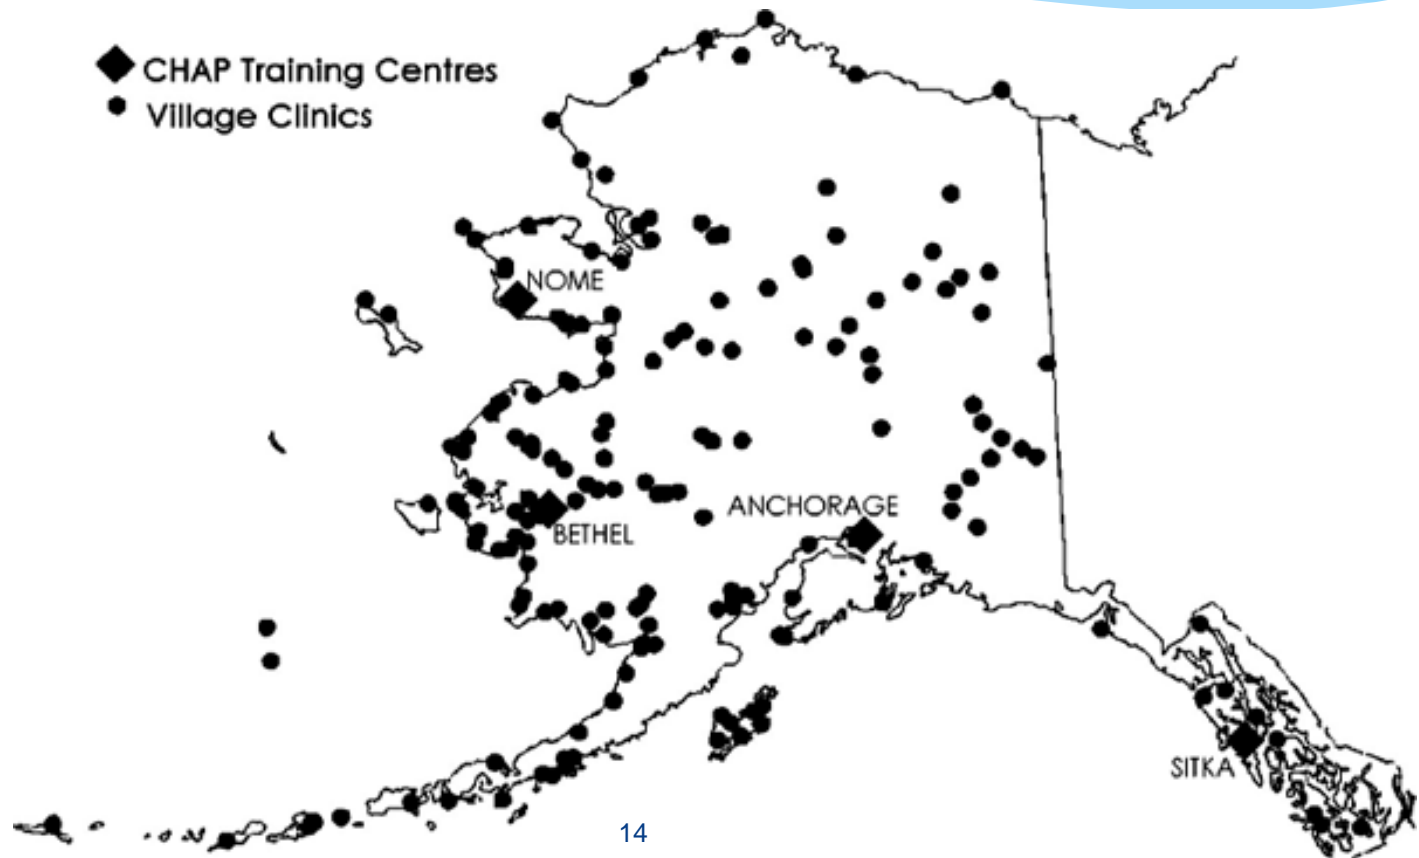 CHAP Training Centres
Village Clinics
NOME
ANCHORAGE
BETHEL
SITKA
14